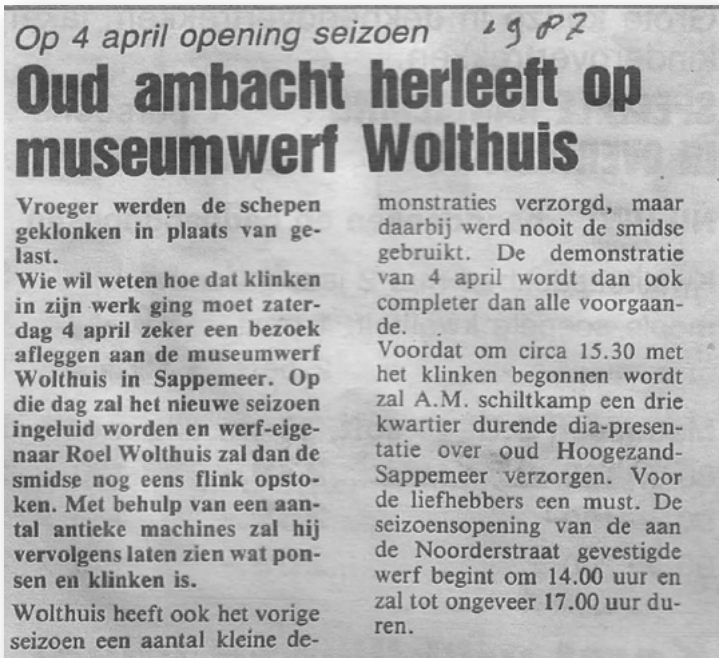 Op 4 april opening seizoen 1987
Oud ambacht herleeft op
museumwerf Wolthuis
Vroeger werden de schepen
geklonken in plaats van ge-
last.
Wie wil weten hoe dat klinken
in zijn werk ging moet zater-
dag 4 april zeker een bezoek
afleggen aan de museumwerf
Wolthuis in Sappemeer. Op
die dag zal het nieuwe seizoen
ingeluid worden en werf-eige-
naar Roel Wolthuis zal dan de
smidse nog eens flink opsto-
ken. Met behulp van een aan-
tal antieke machines zal hij
vervolgens laten zien wat pon-
sen en klinken is.
Wolthuis heeft ook het vorige
seizoen een aantal kleine de-
monstraties verzorgd, maar
daarbij werd nooit de smidse
gebruikt. De demonstratie
van 4 april wordt dan ook
completer dan alle voorgaan-
de.
Voordat om circa 15.30 met
het klinken begonnen wordt
zal A.M. schiltkamp een drie
kwartier durende dia-presen-
tatie over oud Hoogezand-
Sappemeer verzorgen. Voor
de liefhebbers een must. De
seizoensopening van de aan
de Noorderstraat gevestigde
werf begint om 14.00 uur en
zal tot ongeveer 17.00 uur du-
ren.